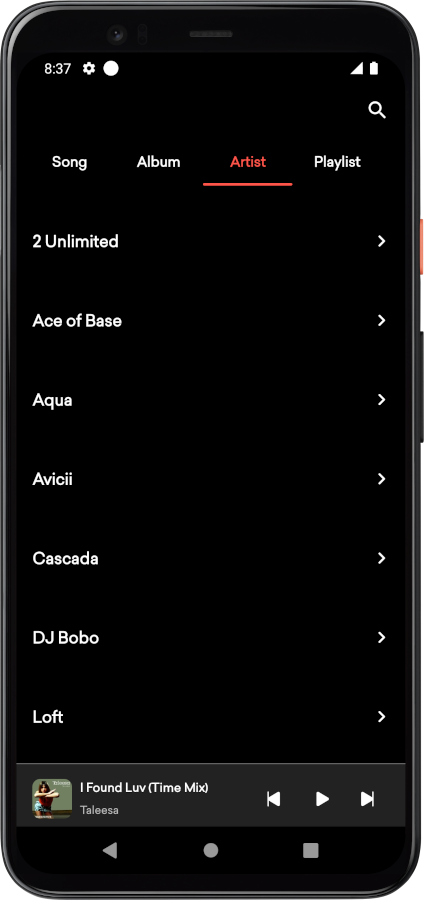 8:37
Song Album Artist Playlist
2 Unlimited
Ace of Base
Aqua
Avicii
Cascada
DJ Bobo
Loft
I Found Luv (Time Mix)
Taleesa